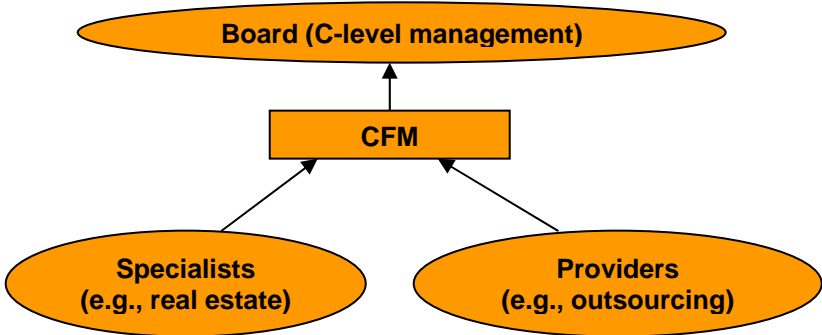 Board (C-level management)
CFM
Specialists
(e.g., real estate)
Providers
(e.g., outsourcing)